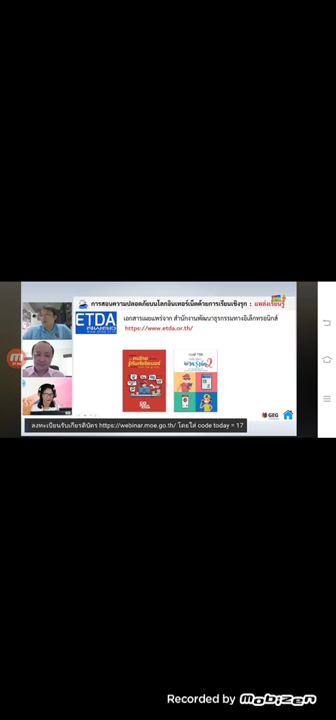 การสอนความปลอดภัยบนโลกอินเทอร์เน็ตด้วยการเรียนเชิงรุก : แหล่งเรียนรู้
ETDA
เอกสารเผยแพร่จาก สำนักงานพัฒนาธุรกรรมทางอิเล็กทรอนิกส์
https://www.etda.or.th/
GEG
ลงทะเบียนรับเกียรติบัตร https://webinar.moe.go.th/ โดยใส่ code today = 17
Recorded by MOBIZEN